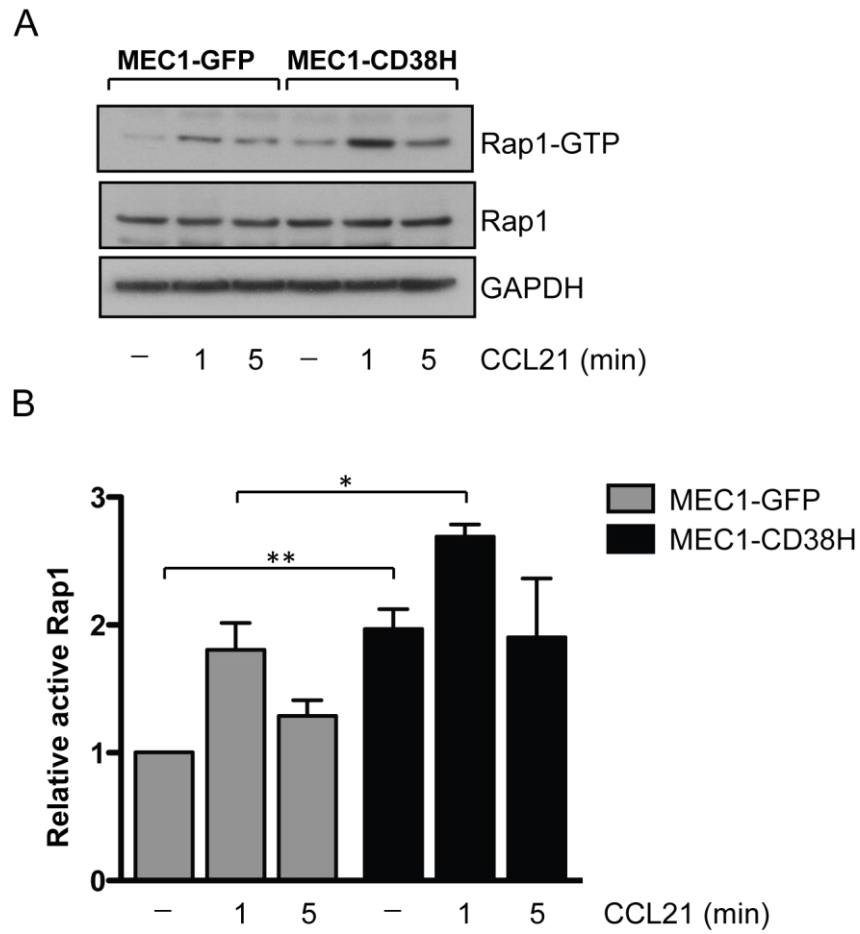 A
MEC1-GFP MEC1-CD38H
Rap1-GTP
Rap1
GAPDH
– 1 5 – 1 5 CCL21 (min)
B
Relative active Rap1
3
2
1
0
*
**
MEC1-GFP
MEC1-CD38H
– 1 5 – 1 5 CCL21 (min)